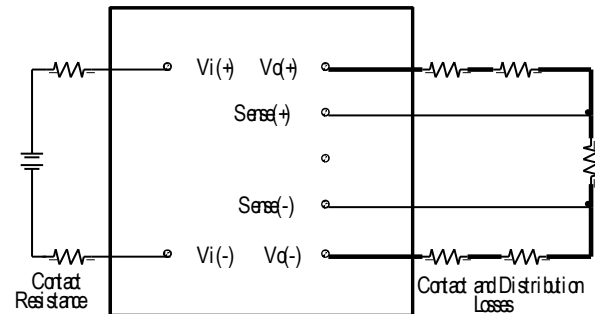 Vi(+) Vo(+)
Sense(+)
Sense(-)
Vi(-) Vo(-)
Contact
Resistance
Contact and Distribution
Losses